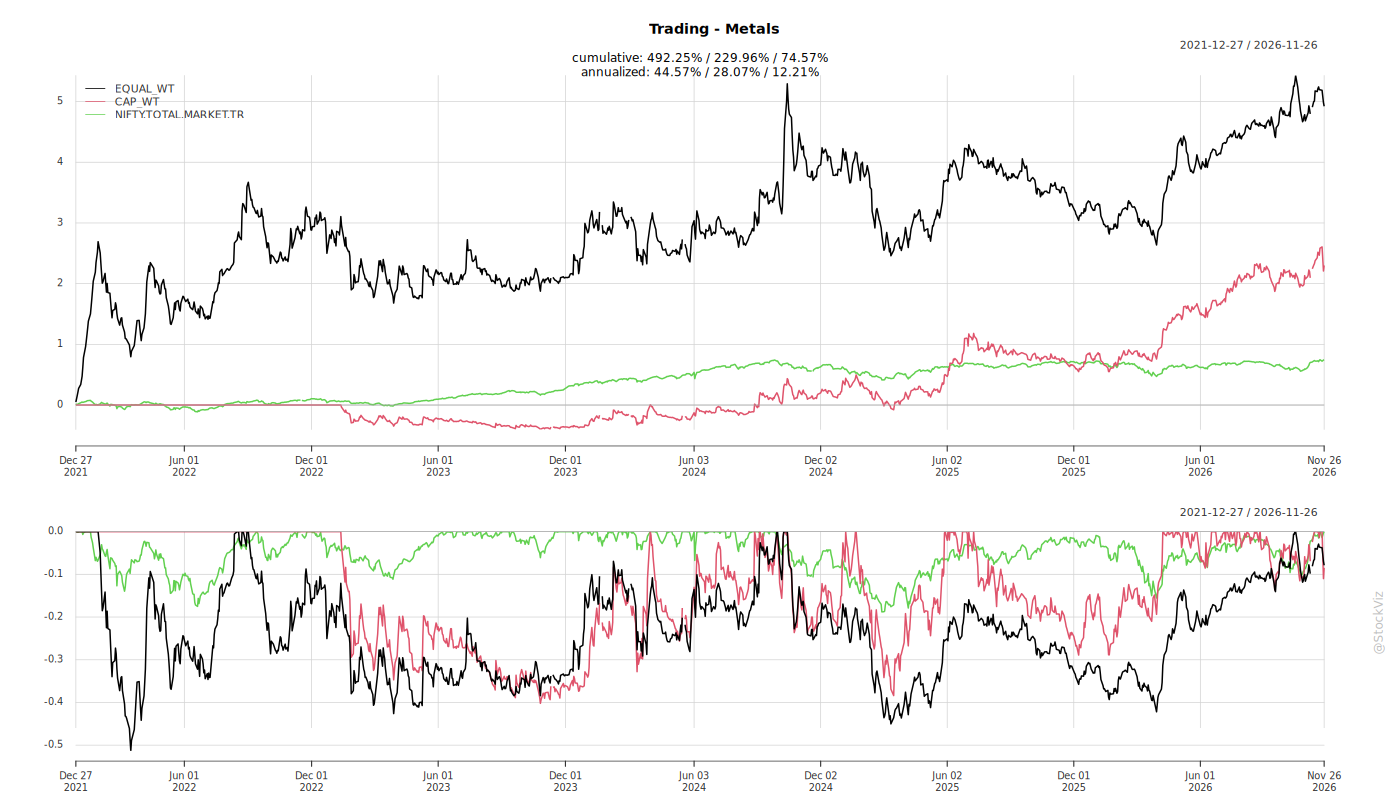 Trading - Metals
2021-12-27 / 2026-11-26
cumulative: 492.25% / 229.96% / 74.57%
annualized: 44.57% / 28.07% / 12.21%
EQUAL_WT
CAP_WT
NIFTY.TOTAL.MARKET.TR
5
4
3
2
1
0
Dec 27 Jun 01 Dec 01 Jun 01 Dec 01 Jun 03 Dec 02 Jun 02 Dec 01 Jun 01 Nov 26
2021 2022 2022 2023 2023 2024 2024 2025 2025 2026 2026
2021-12-27 / 2026-11-26
0.0
-0.1
-0.2
-0.3
-0.4
-0.5
Dec 27 Jun 01 Dec 01 Jun 01 Dec 01 Jun 03 Dec 02 Jun 02 Dec 01 Jun 01 Nov 26
2021 2022 2022 2023 2023 2024 2024 2025 2025 2026 2026
@StockViz